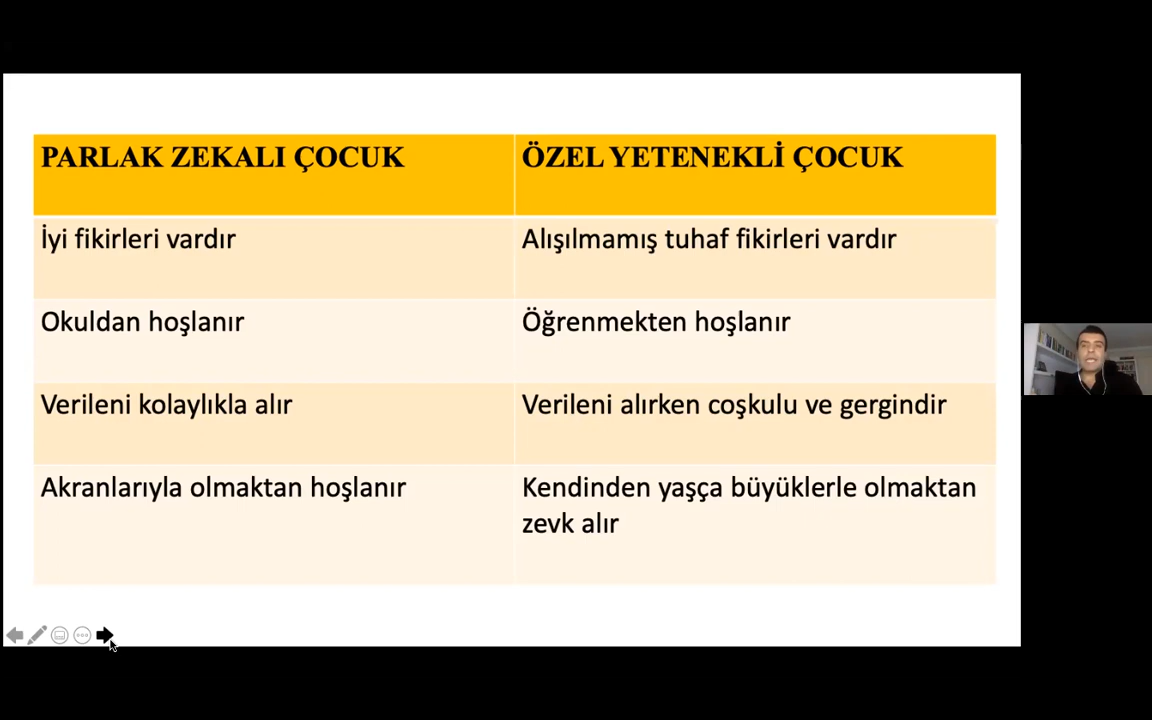 PARLAK ZEKALI ÇOCUK
ÖZEL YETENEKLİ ÇOCUK
İyi fikirleri vardır
Alışılmamış tuhaf fikirleri vardır
Okuldan hoşlanır
Öğrenmekten hoşlanır
Verileni kolaylıkla alır
Verileni alırken coşkulu ve gergindir
Akranlarıyla olmaktan hoşlanır
Kendinden yaşça büyüklerle olmaktan
zevk alır